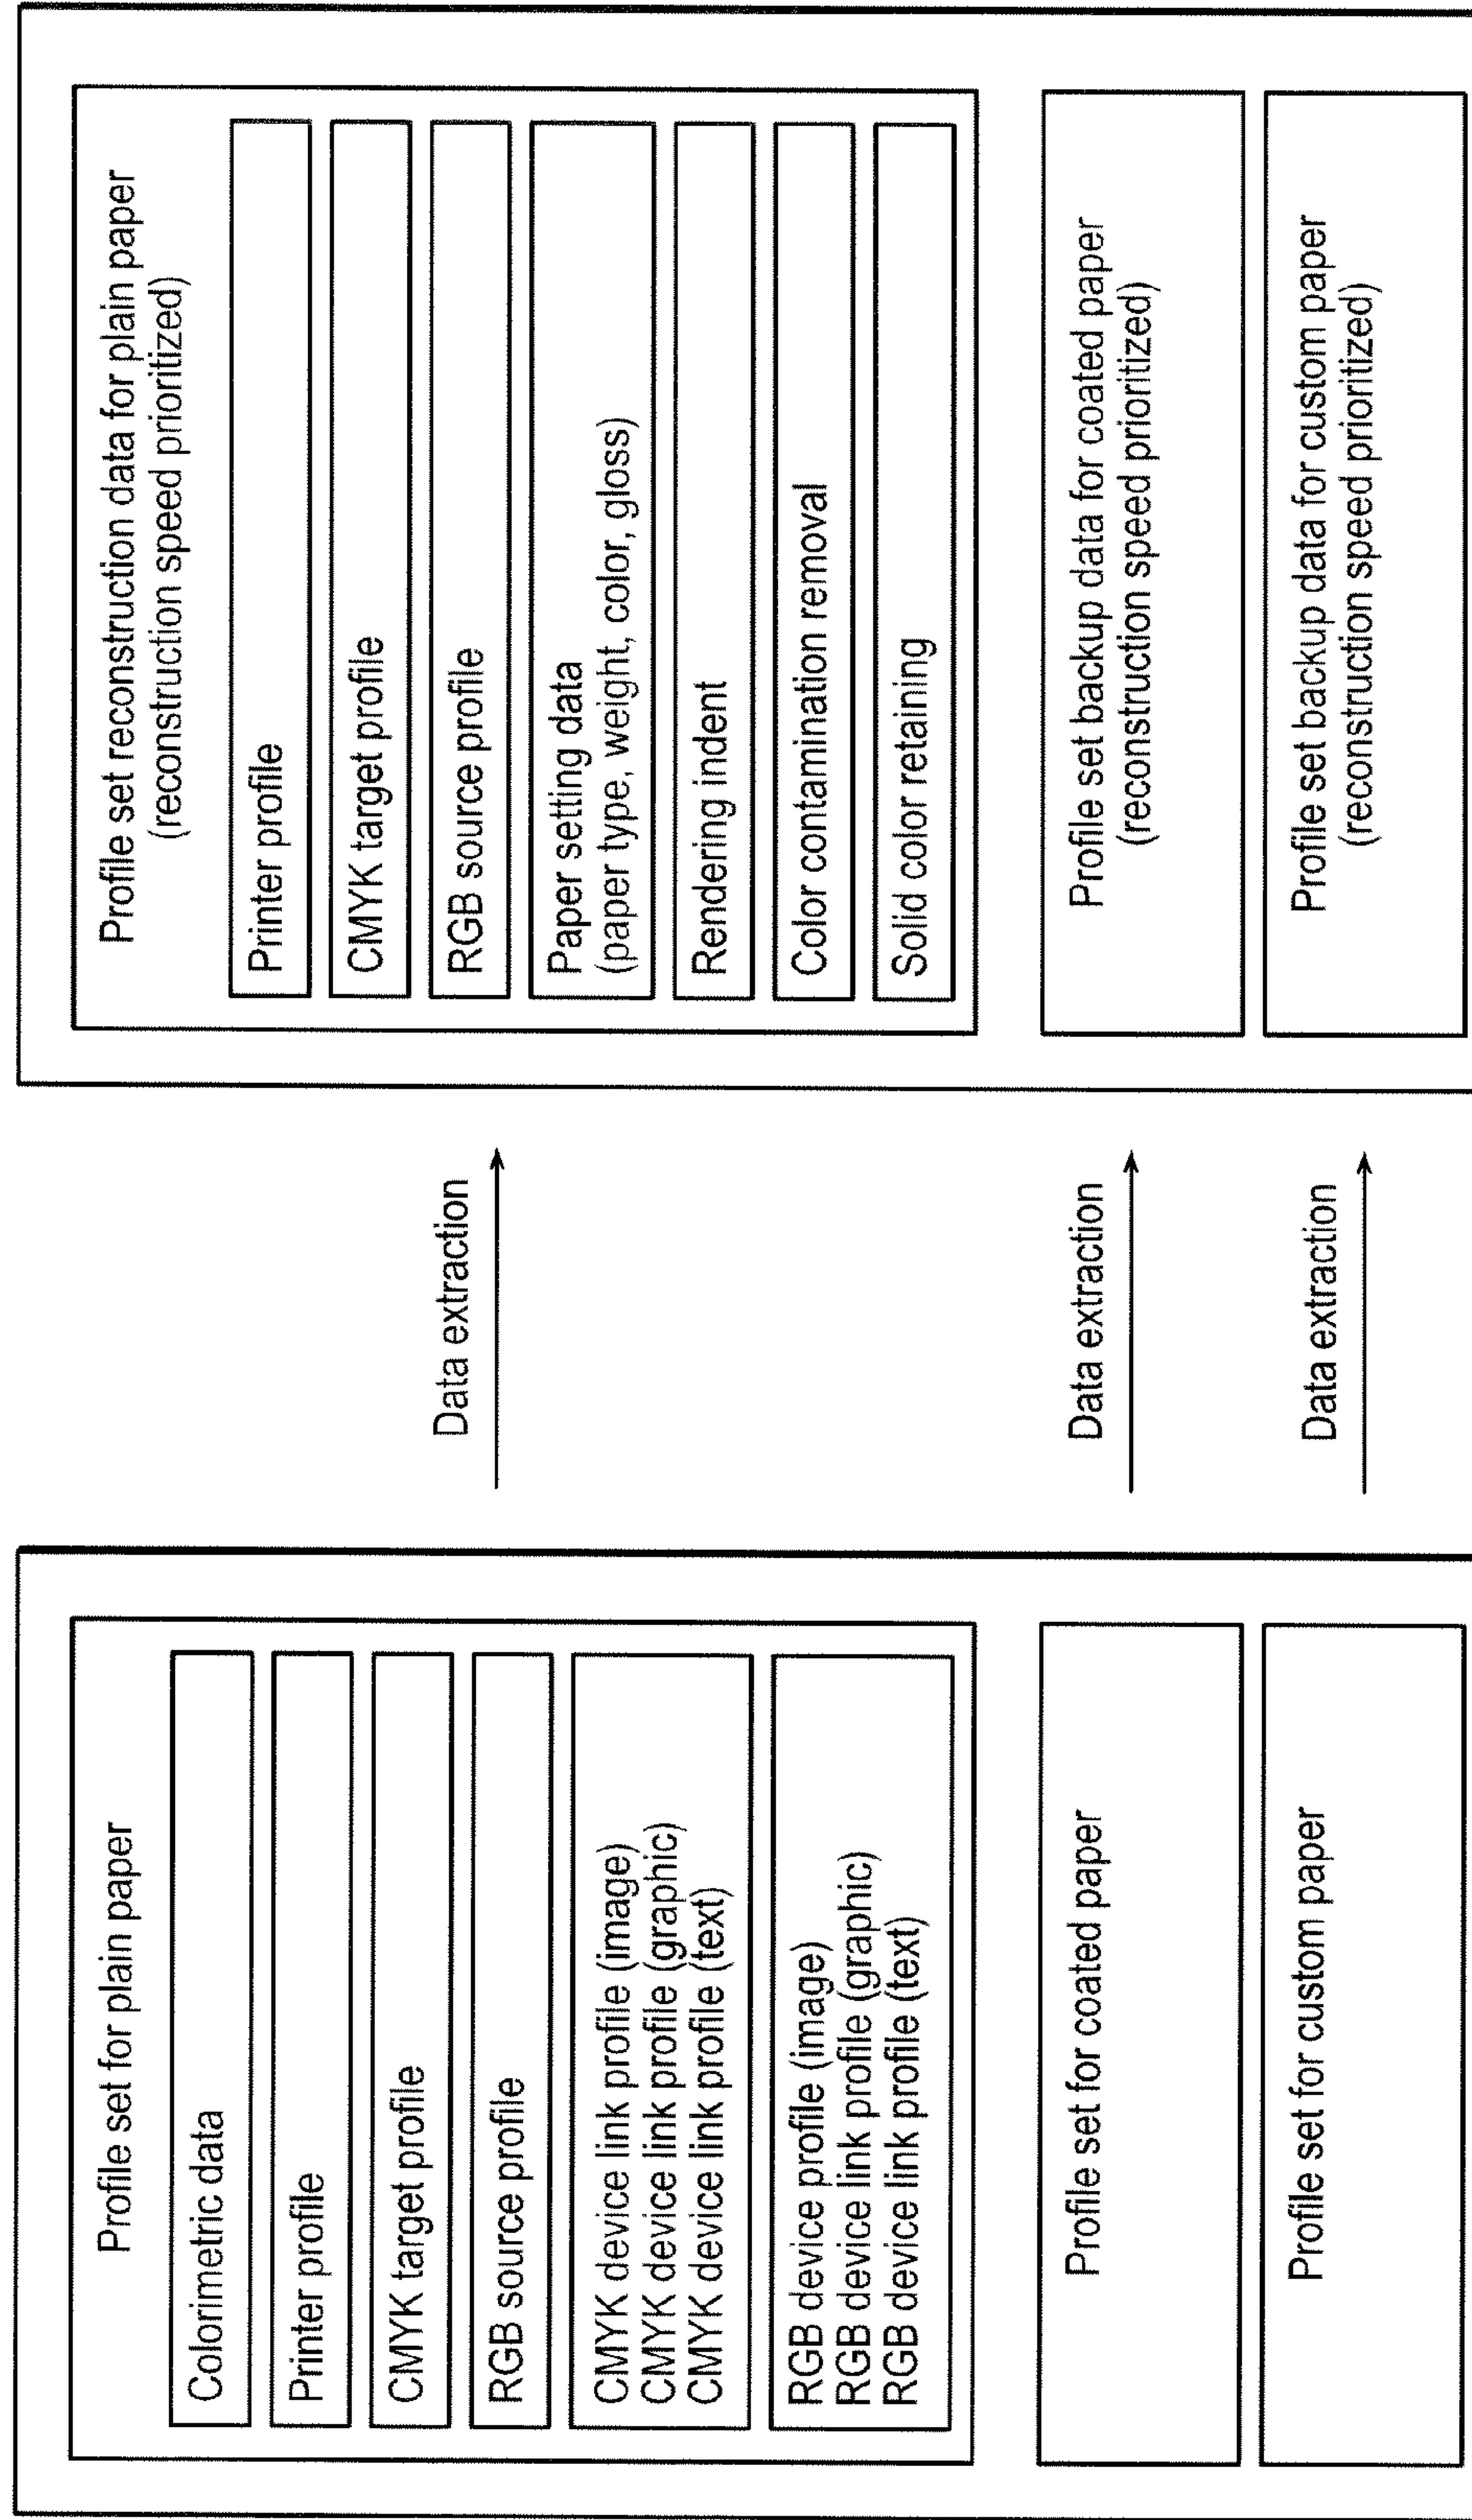 Profile set for plain paper
Colorimetric data
Printer profile
CMYK target profile
RGB source profile
CMYK device link profile (image)
CMYK device link profile (graphic)
CMYK device link profile (text)
RGB device profile (image)
RGB device link profile (graphic)
RGB device link profile (text)
Profile set for coated paper
Profile set for custom paper
Data extraction
Data extraction
Data extraction
Profile set reconstruction data for plain paper
(reconstruction speed prioritized)
Printer profile
CMYK target profile
RGB source profile
Paper setting data
(paper type, weight, color, gloss)
Rendering indent
Color contamination removal
Solid color retaining
Profile set backup data for coated paper
(reconstruction speed prioritized)
Profile set backup data for custom paper
(reconstruction speed prioritized)